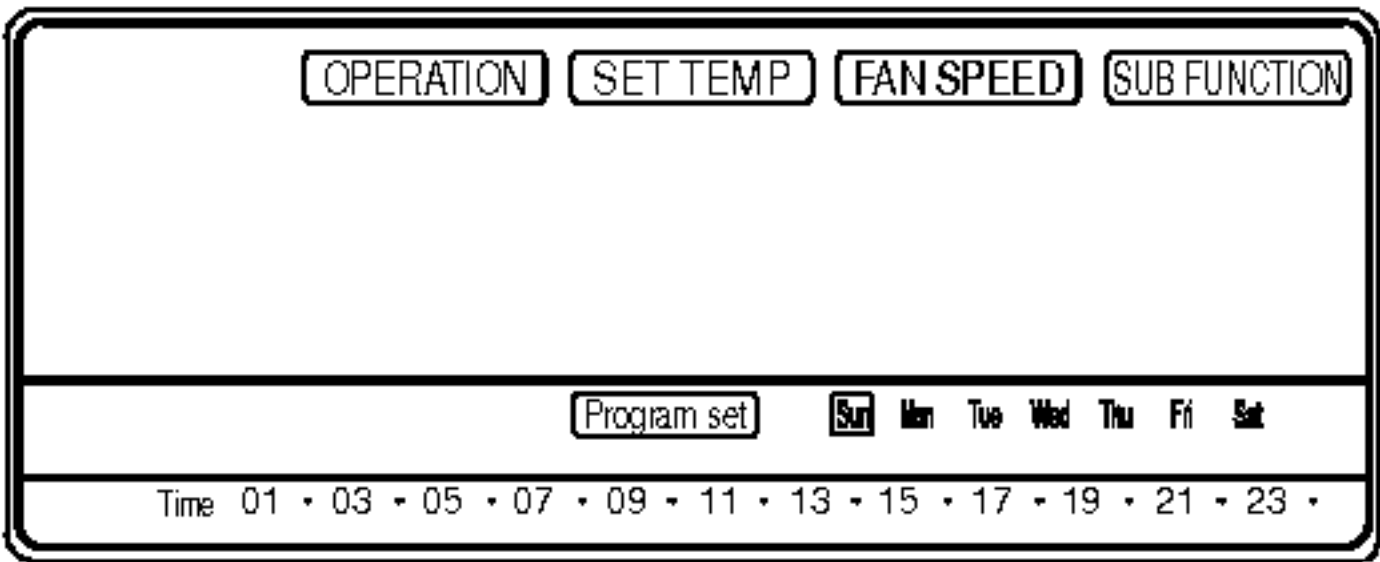 OPERATION SET TEMP FAN SPEED SUB FUNCTION
Program set Sun Mon Tue Wed Thu Fri Sat
Time 01 · 03 · 05 · 07 · 09 · 11 · 13 · 15 · 17 · 19 · 21 · 23 ·